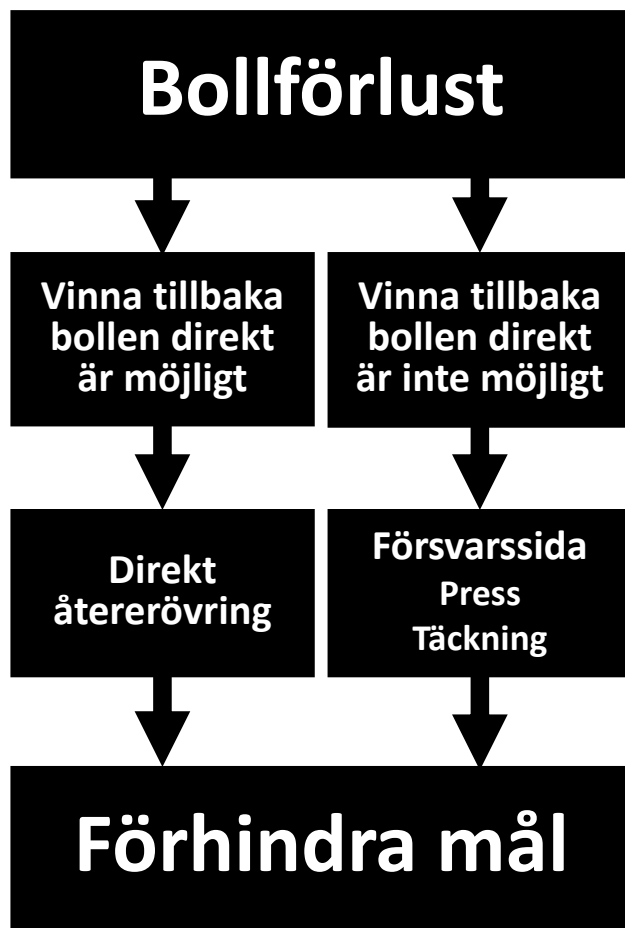 Bollförlust
Vinna tillbaka
bollen direkt
är möjligt
Vinna tillbaka
bollen direkt
är inte möjligt
Direkt
återerövring
Försvarssida
Press
Täckning
Förhindra mål